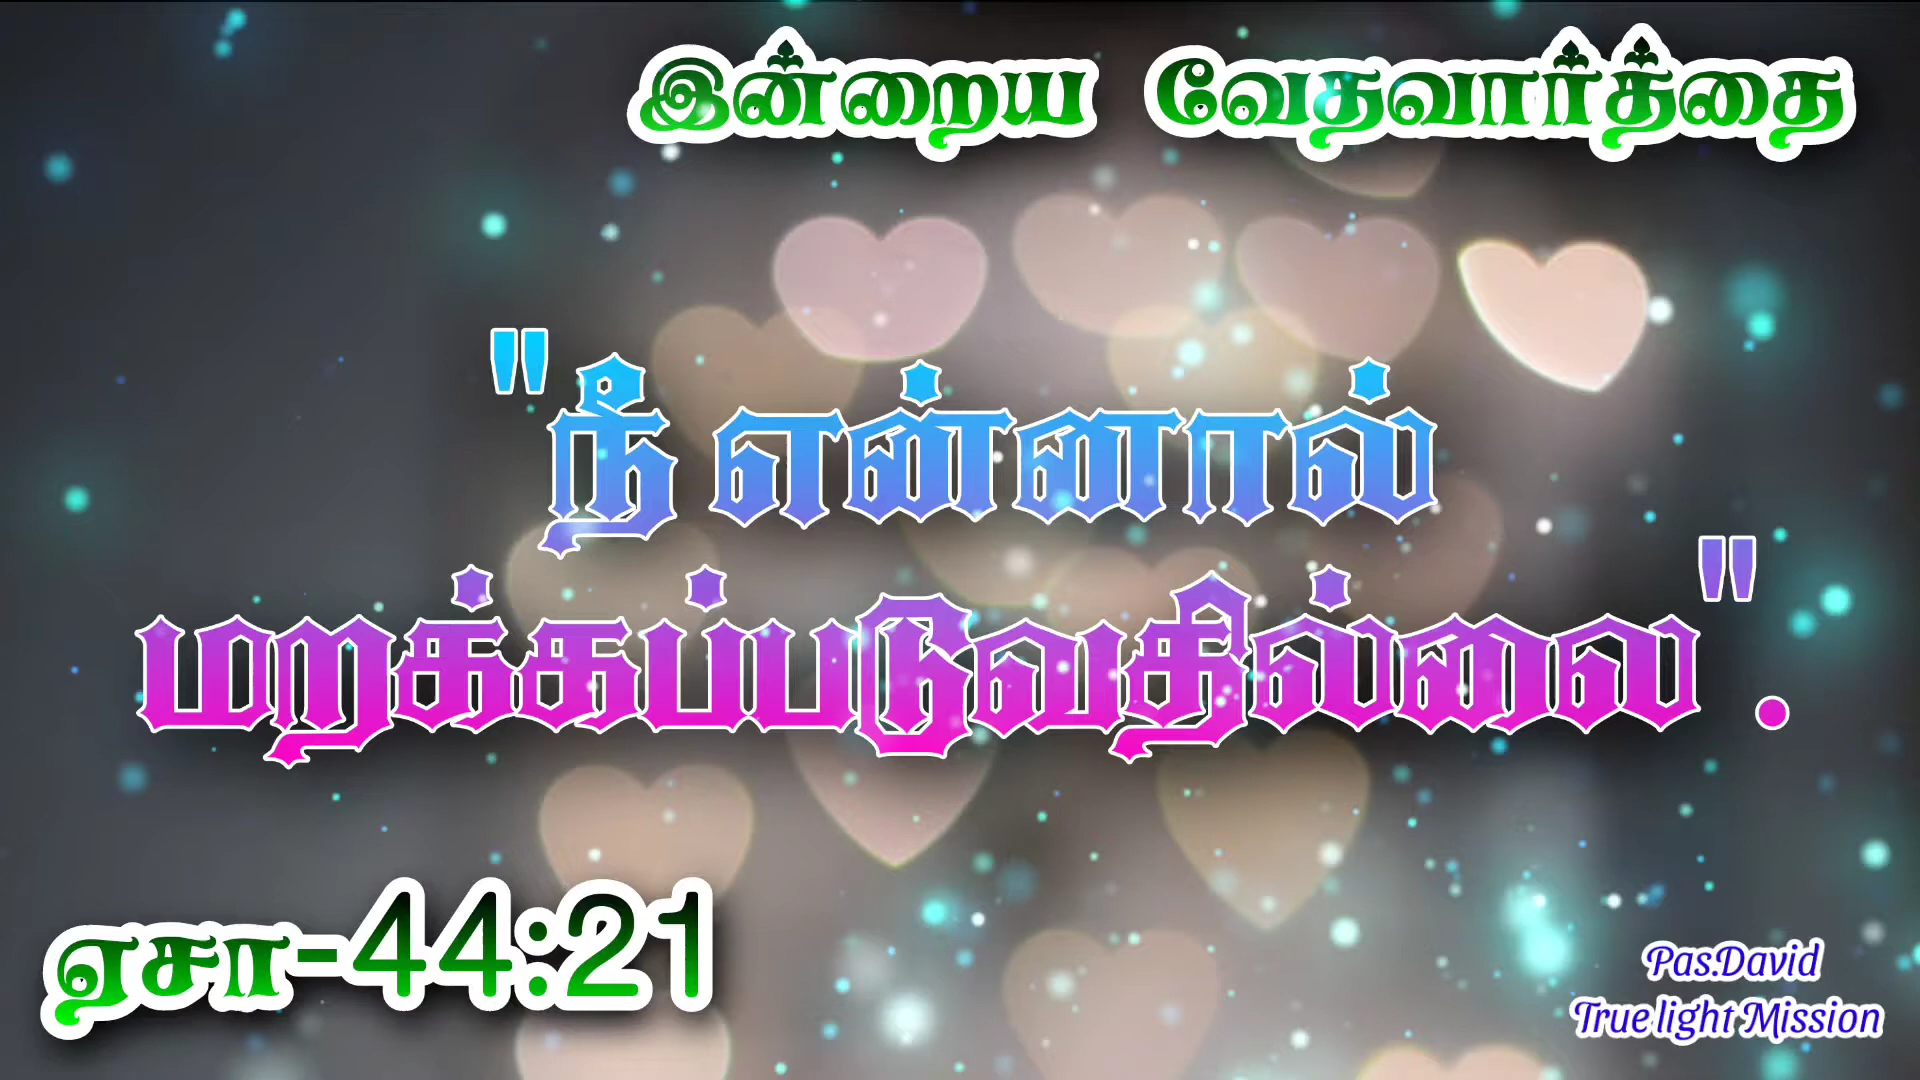 இன்றைய வேதவார்த்தை
"நீ என்னால்
மறக்கப்படுவதில்லை".
ஏசா-44:21
Pas.David
True light Mission